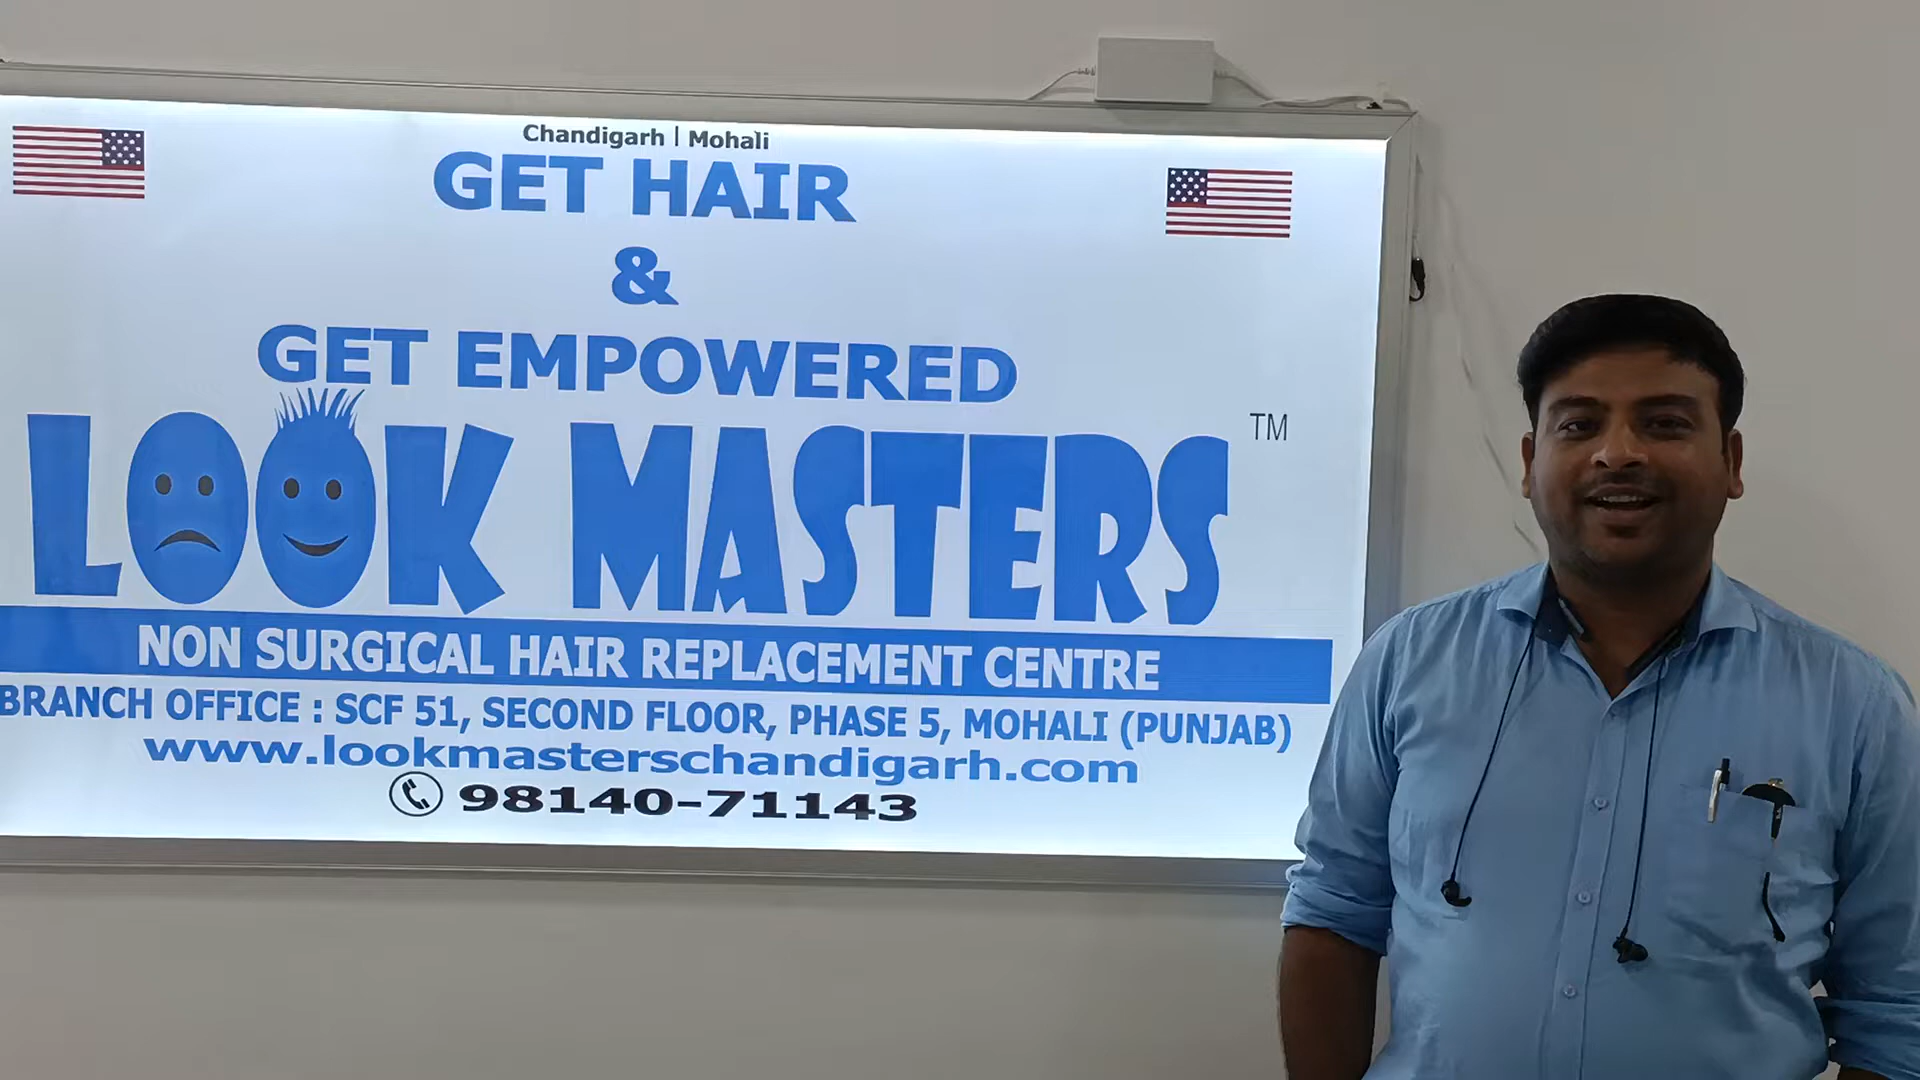 Chandigarh | Mohali
GET HAIR
&
GET EMPOWERED
LOOK MASTERS TM
NON SURGICAL HAIR REPLACEMENT CENTRE
BRANCH OFFICE : SCF 51, SECOND FLOOR, PHASE 5, MOHALI (PUNJAB)
www.lookmasterschandigarh.com
98140-71143